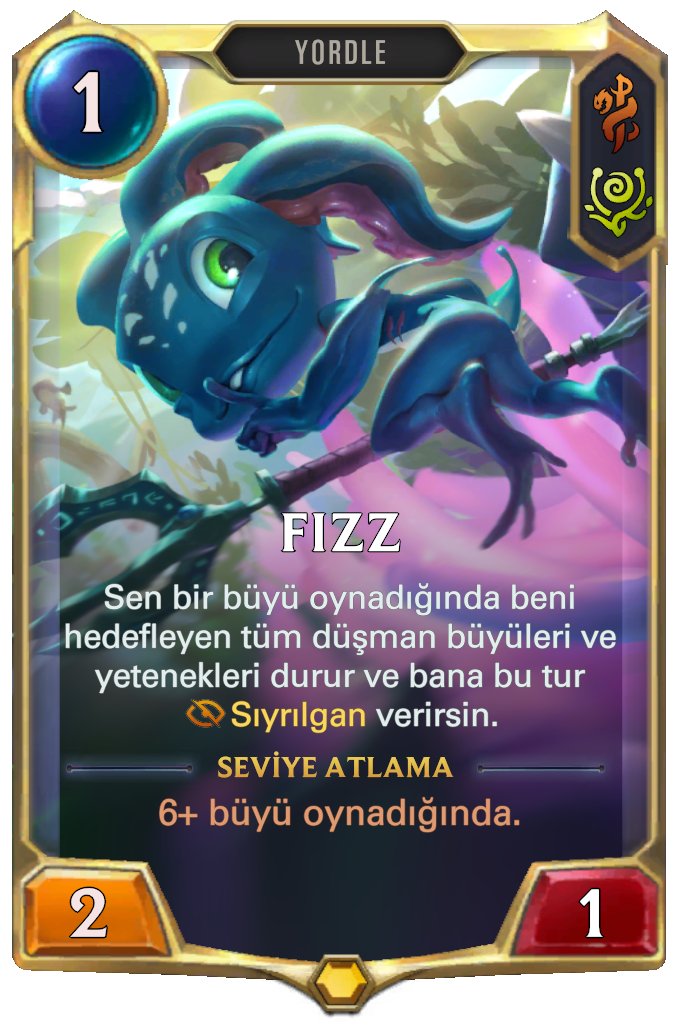 YORDLE
1
FIZZ
Sen bir büyü oynadığında beni
hedefleyen tüm düşman büyüleri ve
yetenekleri durur ve bana bu tur
Sıyrılgan verirsin.
SEVİYE ATLAMA
6+ büyü oynadığında.
2
1